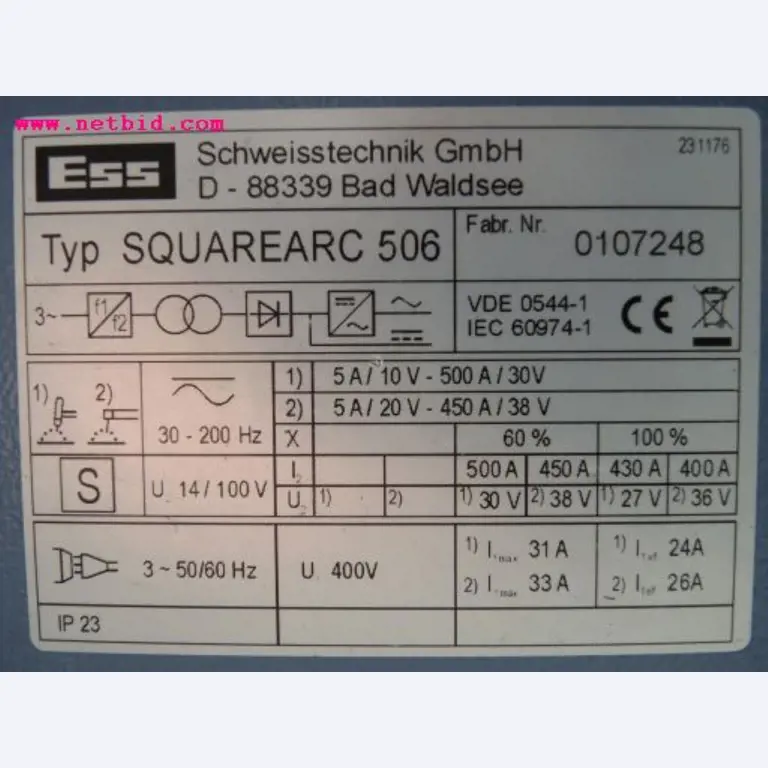 www.netbid.com
Ess
Schweisstechnik GmbH
D - 88339 Bad Waldsee
231176
Typ SQUAREARC 506
Fabr. Nr. 0107248
3~ f1 f2
VDE 0544-1
IEC 60974-1
CE
1) 2)
30 - 200 Hz
1) 5 A / 10 V - 500 A / 30V
2) 5 A / 20 V - 450 A / 38 V
X 60 % 100 %
S
U 14 / 100 V
I2 500 A 450 A 430 A 400 A
U2 1) 2) 1) 30 V 2) 38 V 1) 27 V 2) 36 V
3 ~ 50/60 Hz
U 400V
1) I1max 31 A
2) I1max 33 A
1) I1eff 24A
2) I1eff 26A
IP 23